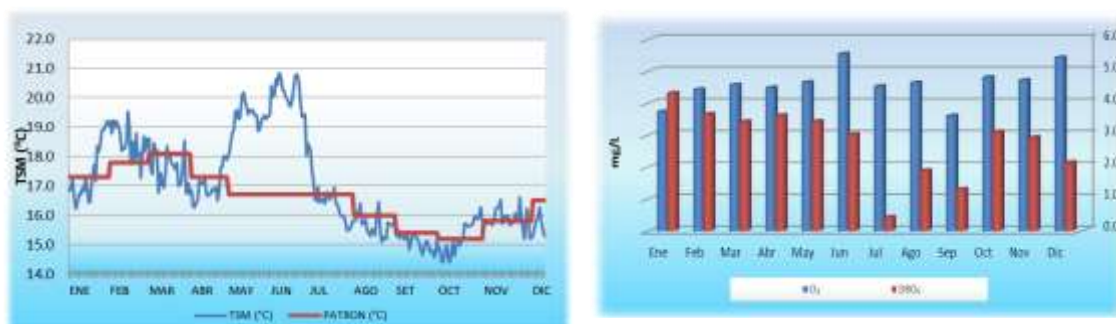 22.0
21.0
20.0
19.0
18.0
17.0
16.0
15.0
14.0
TSM (°C)
ENE FEB MAR ABR MAY JUN JUL AGO SET OCT NOV DIC
TSM (°C) PATRON (°C)
6.0
5.0
4.0
3.0
2.0
1.0
0.0
mg/L
Ene Feb Mar Abr May Jun Jul Ago Sep Oct Nov Dic
O₂ DBO₅